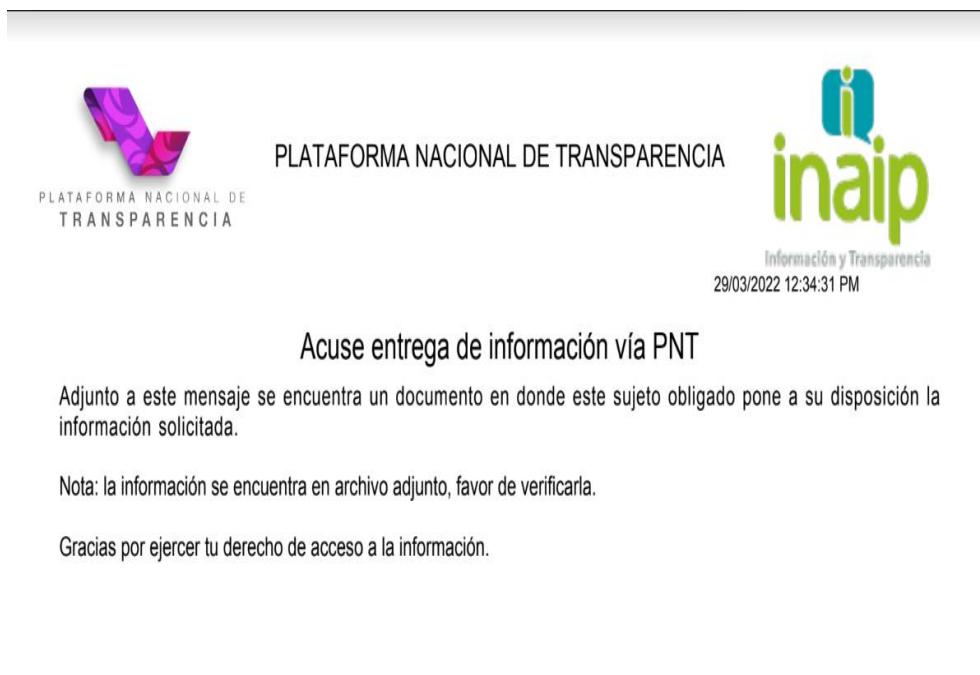 PLATAFORMA NACIONAL DE
TRANSPARENCIA
PLATAFORMA NACIONAL DE TRANSPARENCIA
inaip
Información y Transparencia
29/03/2022 12:34:31 PM
Acuse entrega de información vía PNT
Adjunto a este mensaje se encuentra un documento en donde este sujeto obligado pone a su disposición la
información solicitada.
Nota: la información se encuentra en archivo adjunto, favor de verificarla.
Gracias por ejercer tu derecho de acceso a la información.